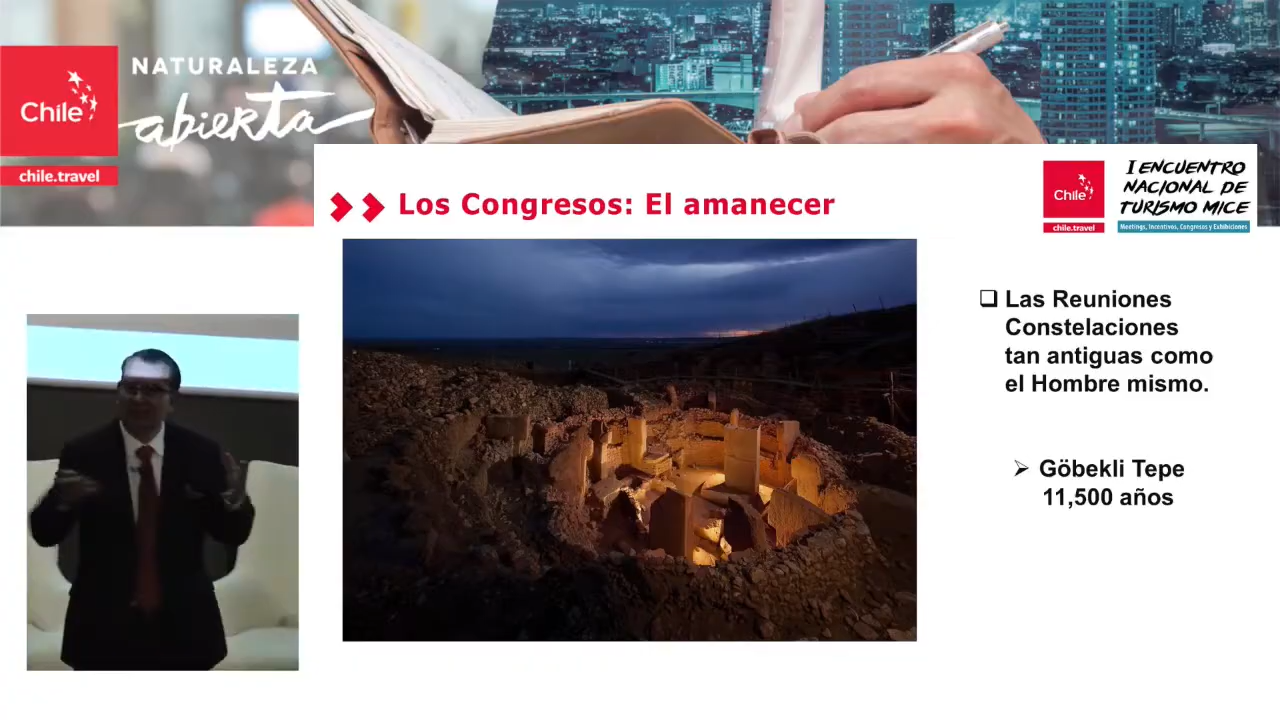 NATURALEZA
abierta
Chile
chile.travel
Los Congresos: El amanecer
Chile
chile.travel
I ENCUENTRO
NACIONAL DE
TURISMO MICE
Meetings, Incentivos, Congresos y Exhibiciones
Las Reuniones
Constelaciones
tan antiguas como
el Hombre mismo.
Göbekli Tepe
11,500 años